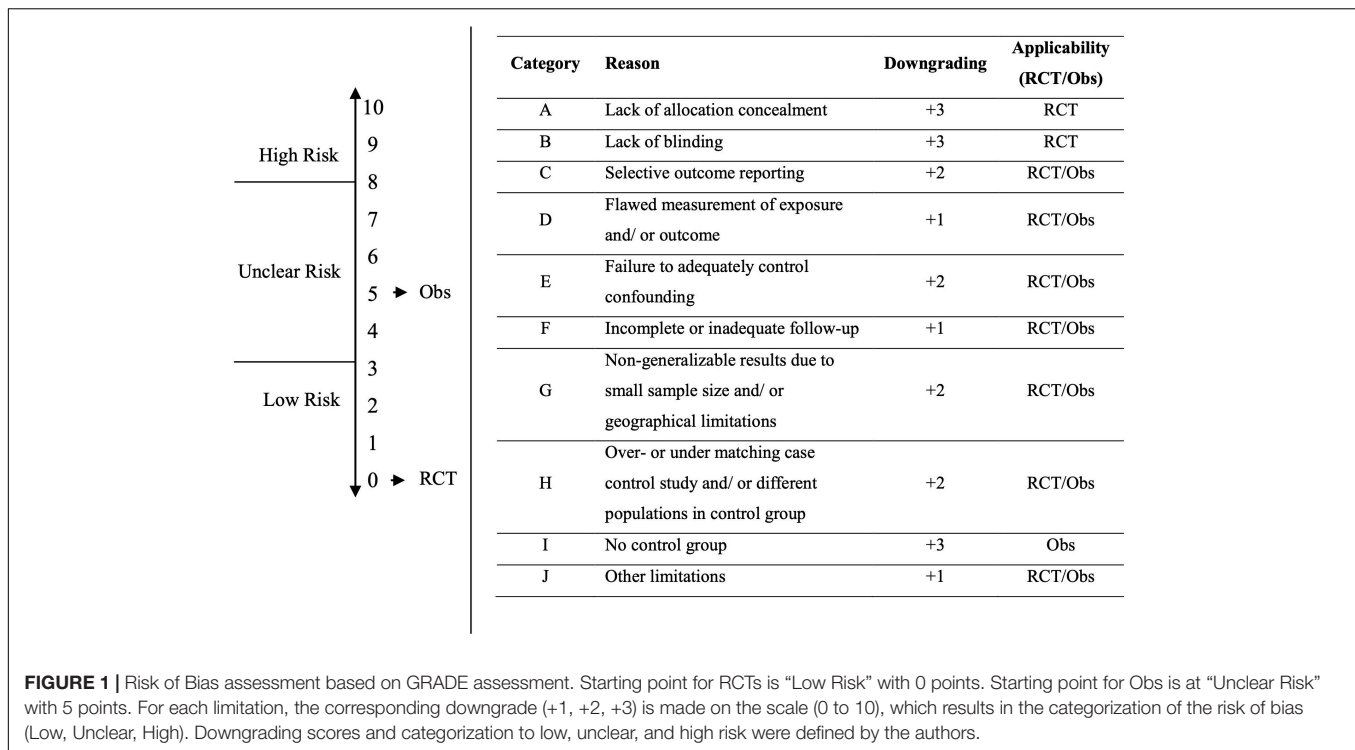 10
9
High Risk
8
7
6
Unclear Risk
5
Obs
4
3
Low Risk
2
1
0
RCT
Category Reason Downgrading Applicability (RCT/Obs)
A Lack of allocation concealment +3 RCT
B Lack of blinding +3 RCT
C Selective outcome reporting +2 RCT/Obs
D Flawed measurement of exposure
and/ or outcome +1 RCT/Obs
E Failure to adequately control
confounding +2 RCT/Obs
F Incomplete or inadequate follow-up +1 RCT/Obs
G Non-generalizable results due to
small sample size and/ or
geographical limitations +2 RCT/Obs
H Over- or under matching case
control study and/ or different
populations in control group +2 RCT/Obs
I No control group +3 Obs
J Other limitations +1 RCT/Obs
FIGURE 1 | Risk of Bias assessment based on GRADE assessment. Starting point for RCTs is “Low Risk” with 0 points. Starting point for Obs is at “Unclear Risk”
with 5 points. For each limitation, the corresponding downgrade (+1, +2, +3) is made on the scale (0 to 10), which results in the categorization of the risk of bias
(Low, Unclear, High). Downgrading scores and categorization to low, unclear, and high risk were defined by the authors.